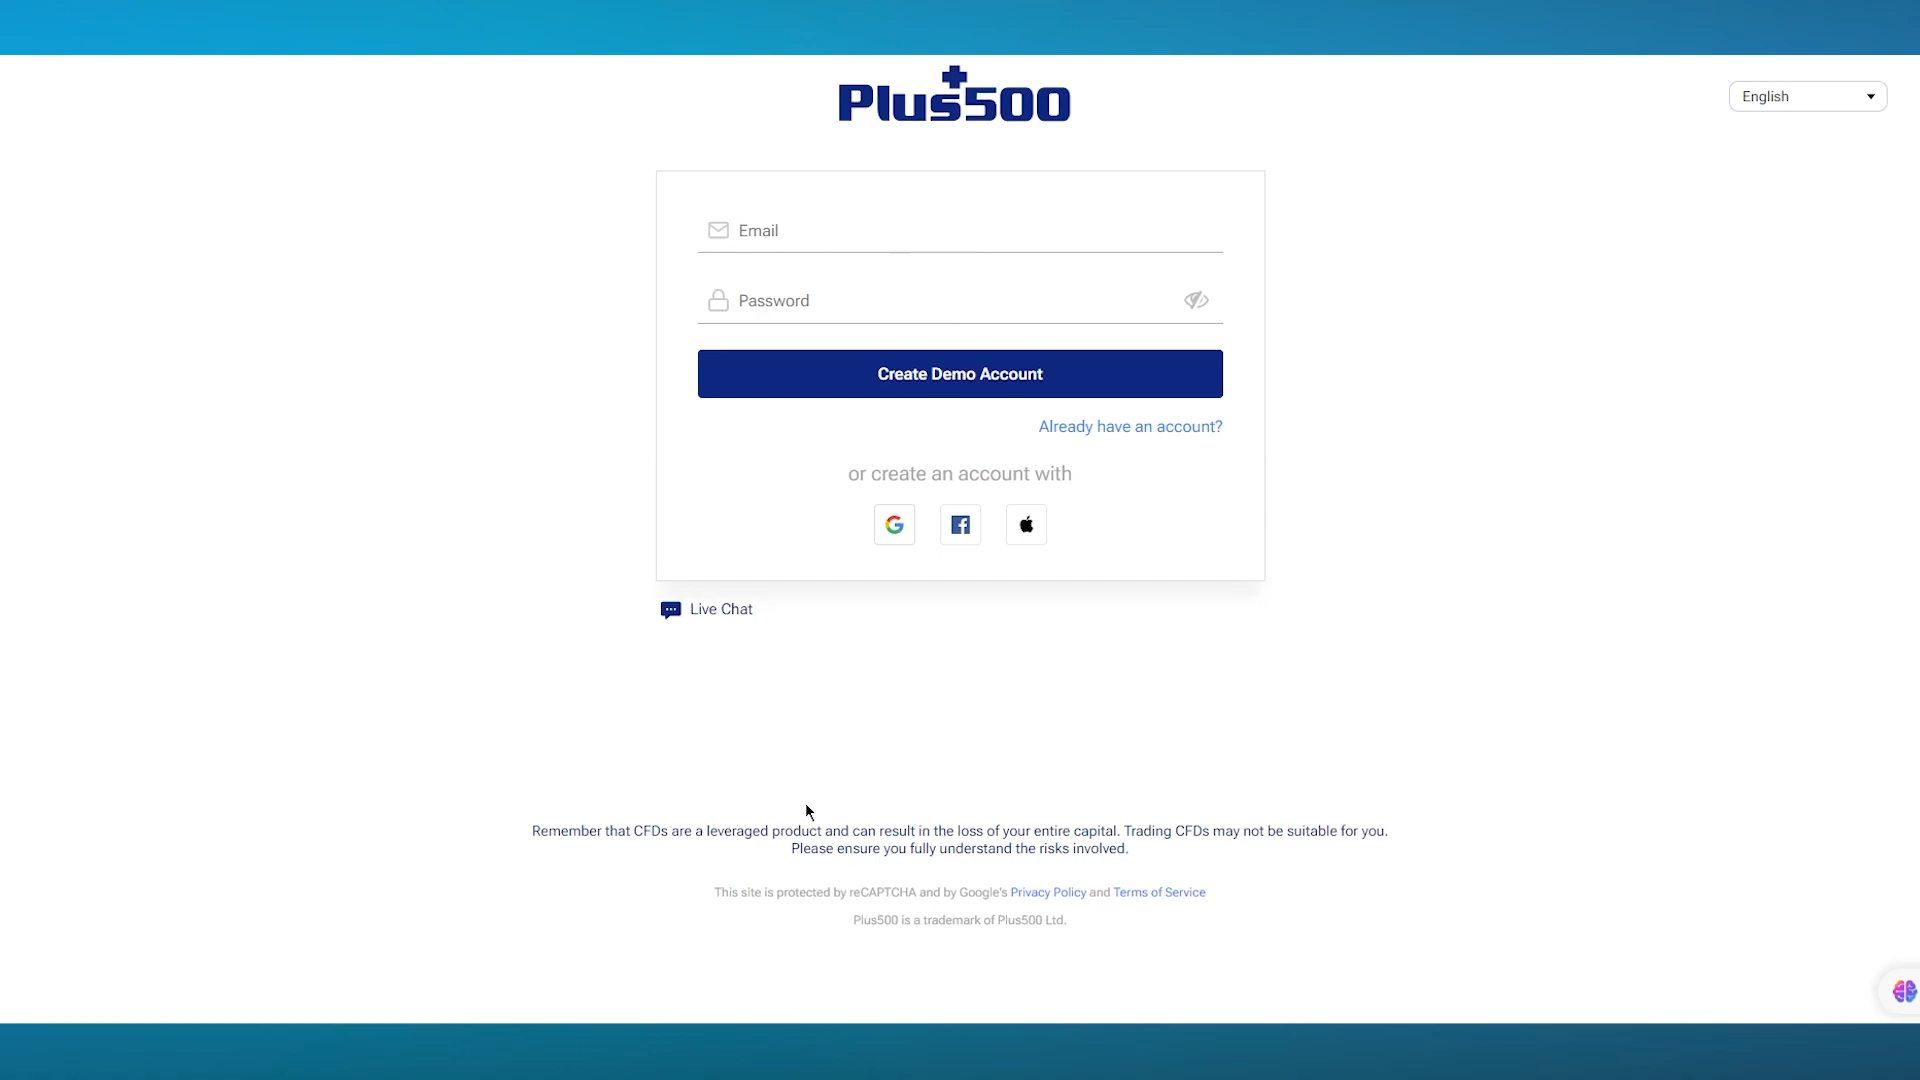 Plus500
English
Email
Password
Create Demo Account
Already have an account?
or create an account with
Live Chat
Remember that CFDs are a leveraged product and can result in the loss of your entire capital. Trading CFDs may not be suitable for you.
Please ensure you fully understand the risks involved.
This site is protected by reCAPTCHA and by Google's Privacy Policy and Terms of Service
Plus500 is a trademark of Plus500 Ltd.